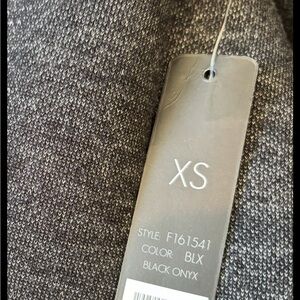 XS
STYLE F161541
COLOR BLX
BLACK ONYX